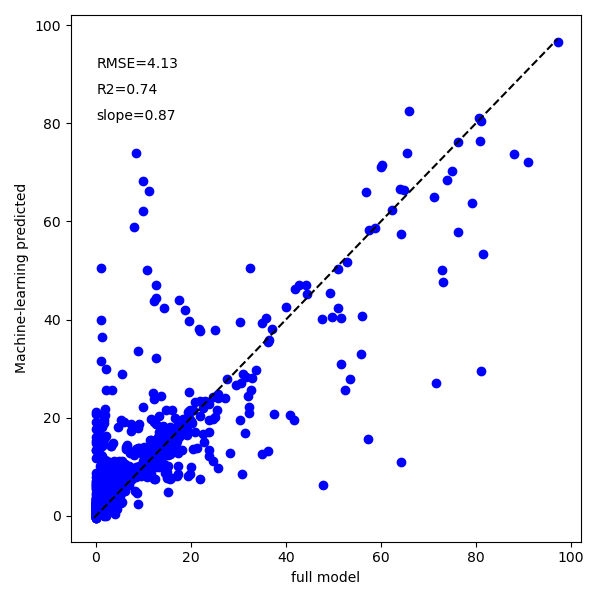 100
80
60
40
20
0
RMSE=4.13
R2=0.74
slope=0.87
Machine-learning predicted
0 20 40 60 80 100
full model